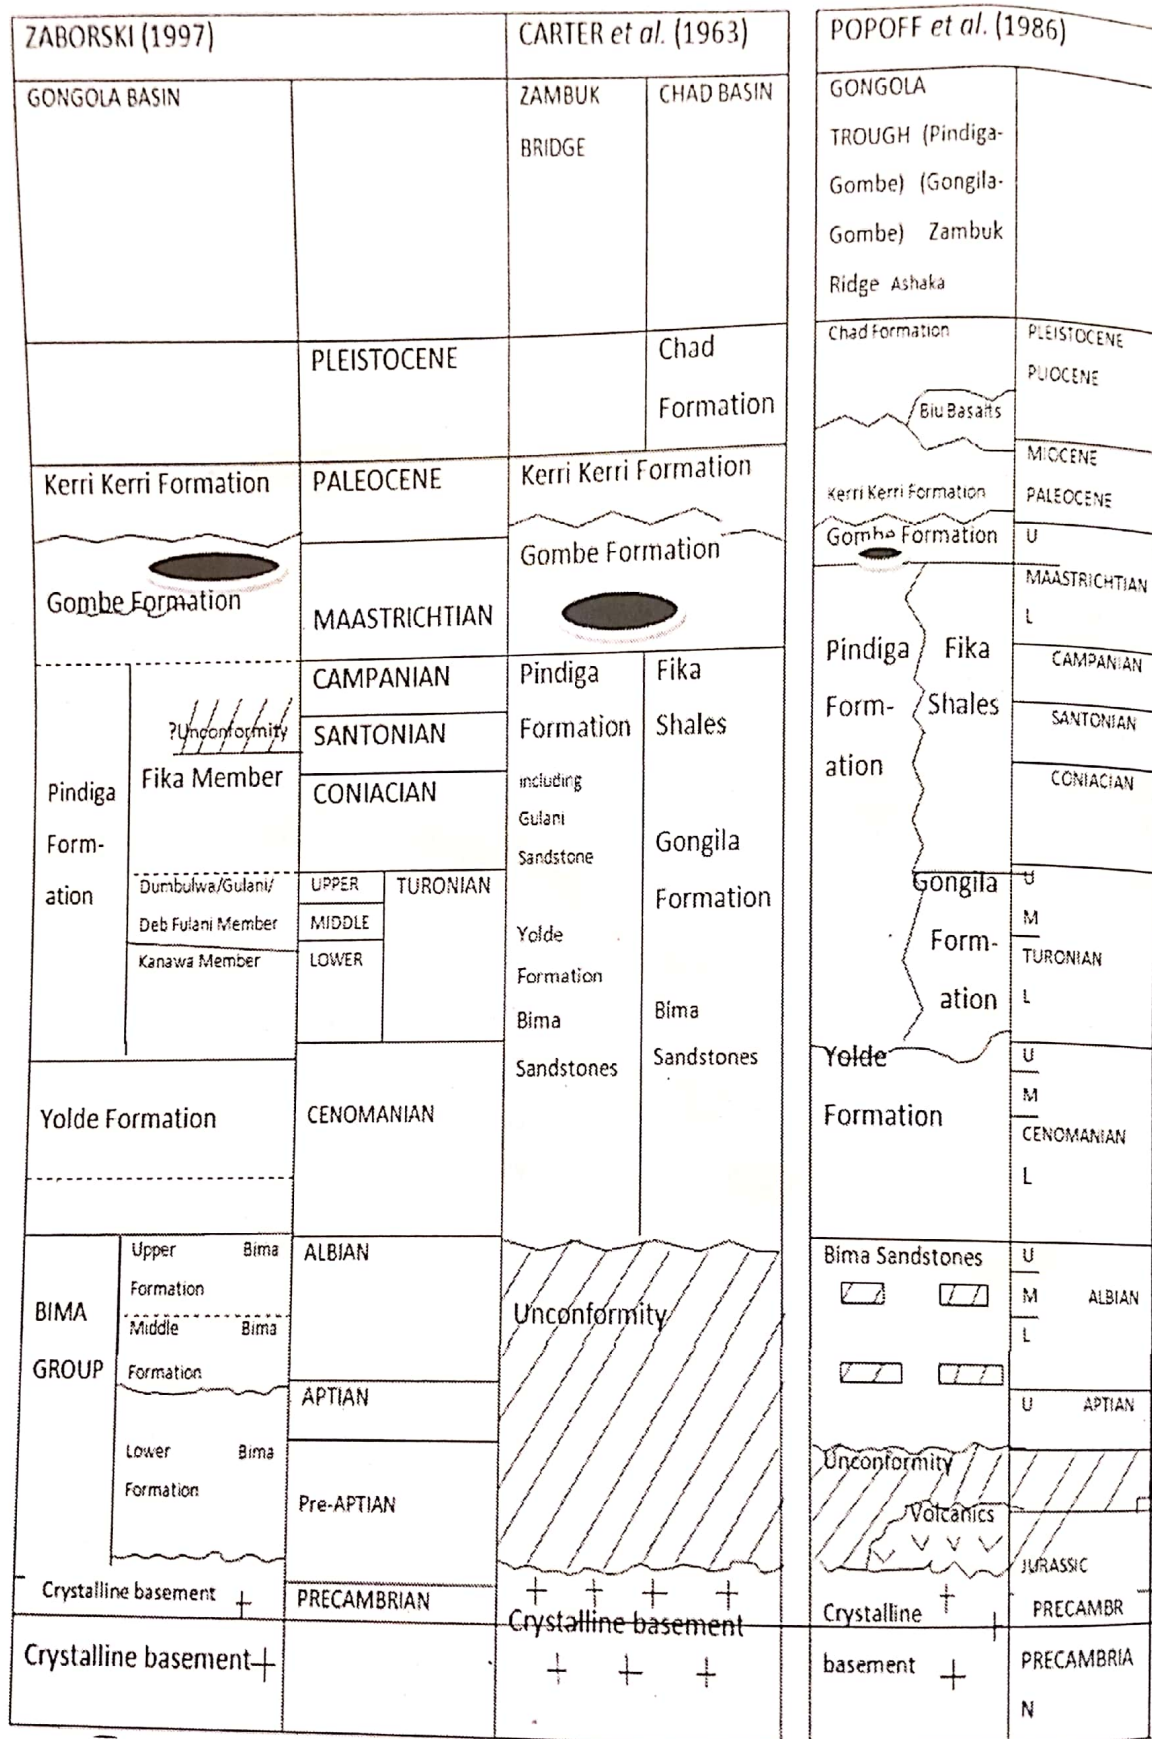 ZABORSKI (1997)
CARTER et al. (1963)
POPOFF et al. (1986)
GONGOLA BASIN
ZAMBUK
BRIDGE
CHAD BASIN
GONGOLA
TROUGH (Pindiga-
Gombe) (Gongila-
Gombe) Zambuk
Ridge Ashaka
PLEISTOCENE
Chad
Formation
Chad Formation
Biu Basalts
PLEISTOCENE
PLIOCENE
MIOCENE
PALEOCENE
Kerri Kerri Formation
PALEOCENE
Kerri Kerri Formation
Kerri Kerri Formation
Gombe Formation
MAASTRICHTIAN
Gombe Formation
Gombe Formation
U
MAASTRICHTIAN
L
Pindiga
Form-
ation
?Unconformity
Fika Member
Dumbulwa/Gulani/
Deb Fulani Member
Kanawa Member
CAMPANIAN
SANTONIAN
CONIACIAN
UPPER
MIDDLE
LOWER
TURONIAN
Pindiga
Formation
including
Gulani
Sandstone
Yolde
Formation
Bima
Sandstones
Fika
Shales
Gongila
Formation
Bima
Sandstones
Pindiga
Form-
ation
Fika
Shales
Gongila
Form-
ation
CAMPANIAN
SANTONIAN
CONIACIAN
U
M
TURONIAN
L
Yolde Formation
CENOMANIAN
Yolde
Formation
U
M
CENOMANIAN
L
BIMA
GROUP
Upper Bima
Formation
Middle Bima
Formation
Lower Bima
Formation
ALBIAN
APTIAN
Pre-APTIAN
Unconformity
Bima Sandstones
U
M ALBIAN
L
U APTIAN
Unconformity
Volcanics
JURASSIC
Crystalline basement
PRECAMBRIAN
Crystalline basement
Crystalline
basement
PRECAMBR
Crystalline basement
PRECAMBRIA
N